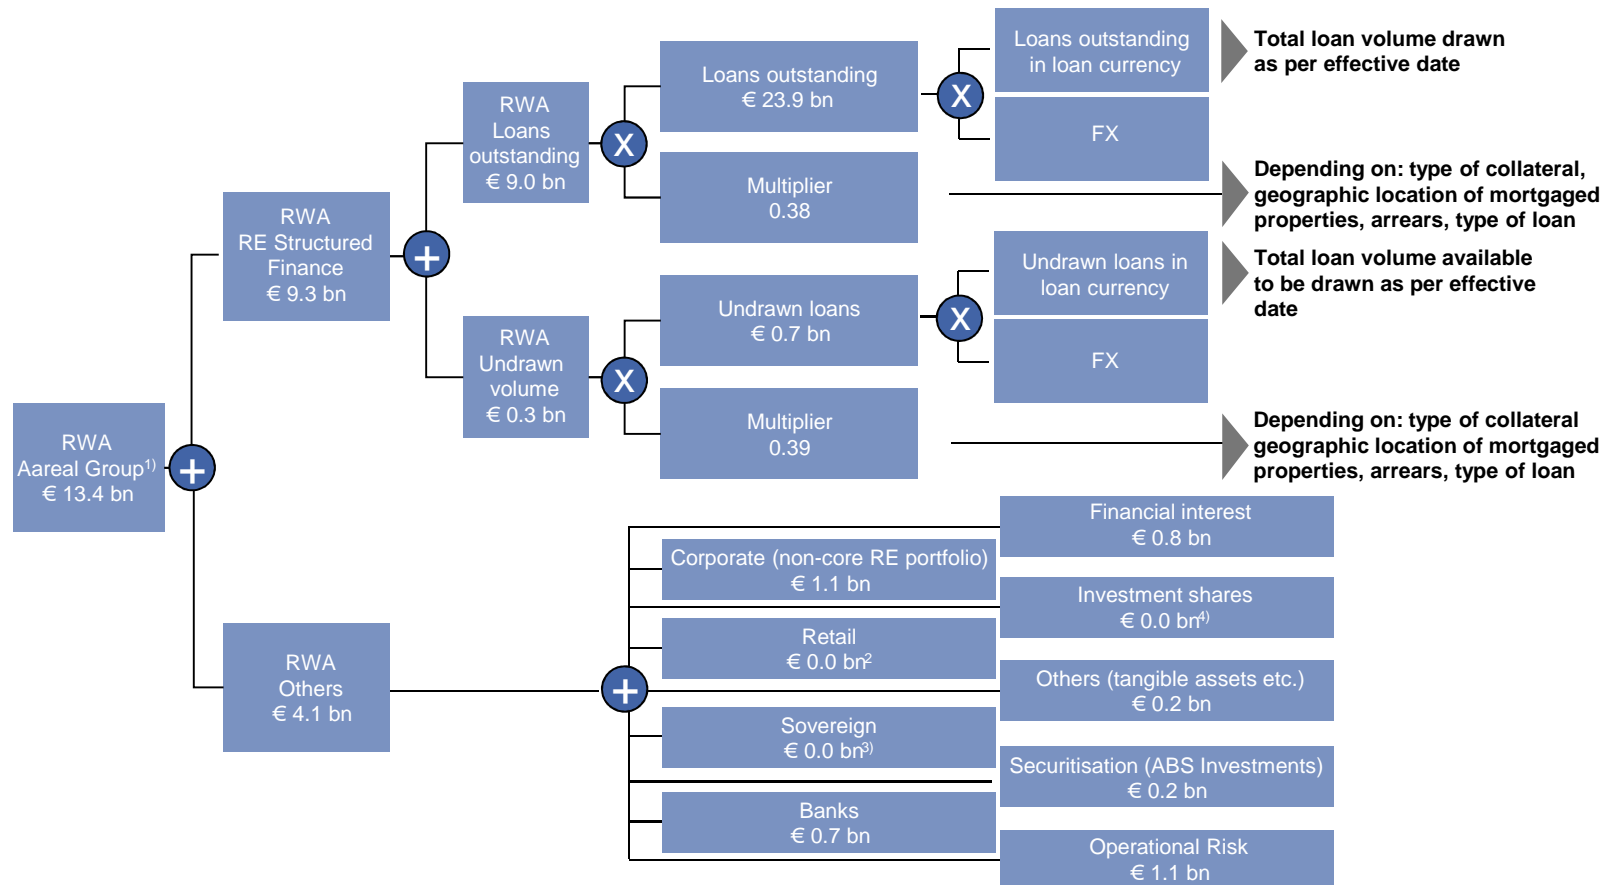 RWA
Aareal Group1)
€ 13.4 bn
+
RWA
RE Structured
Finance
€ 9.3 bn
+
RWA
Loans
outstanding
€ 9.0 bn
X
Loans outstanding
€ 23.9 bn
X
Loans outstanding
in loan currency
FX
Total loan volume drawn
as per effective date
Multiplier
0.38
Depending on: type of collateral,
geographic location of mortgaged
properties, arrears, type of loan
RWA
Undrawn
volume
€ 0.3 bn
X
Undrawn loans
€ 0.7 bn
X
Undrawn loans in
loan currency
FX
Total loan volume available
to be drawn as per effective
date
Multiplier
0.39
Depending on: type of collateral
geographic location of mortgaged
properties, arrears, type of loan
RWA
Others
€ 4.1 bn
+
Financial interest
€ 0.8 bn
Corporate (non-core RE portfolio)
€ 1.1 bn
Investment shares
€ 0.0 bn4)
Retail
€ 0.0 bn2
Others (tangible assets etc.)
€ 0.2 bn
Sovereign
€ 0.0 bn3)
Securitisation (ABS Investments)
€ 0.2 bn
Banks
€ 0.7 bn
Operational Risk
€ 1.1 bn